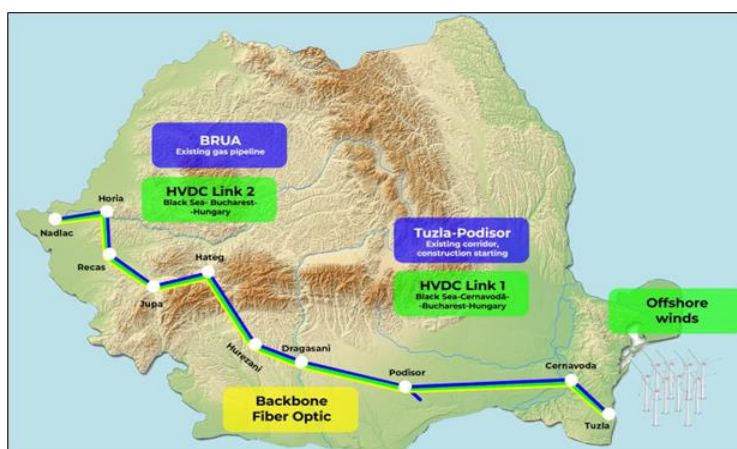 BRUA
Existing gas pipeline
HVDC Link 2
Black Sea- Bucharest-
-Hungary
Horia
Nadlac
Recas
Jupa
Hateg
Tuzla-Podisor
Existing corridor,
construction starting
HVDC Link 1
Black Sea-Cernavodă-
-Bucharest-Hungary
Offshore
winds
Hurezani
Dragasani
Podisor
Cernavoda
Tuzla
Backbone
Fiber Optic